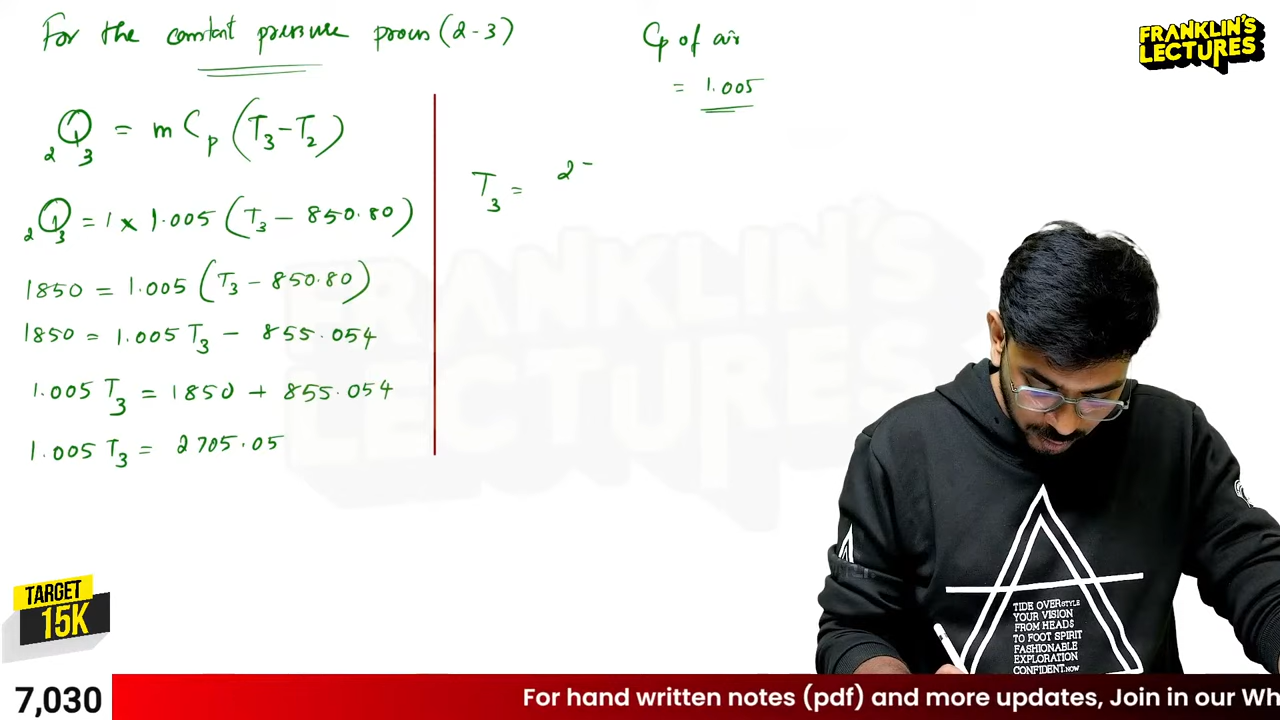 For the constant pressure process (2-3)
₂Q₃ = m Cp (T₃ - T₂)
₂Q₃ = 1 × 1.005 (T₃ - 850.80)
1850 = 1.005 (T₃ - 850.80)
1850 = 1.005 T₃ - 855.054
1.005 T₃ = 1850 + 855.054
1.005 T₃ = 2705.05
Cp of air
= 1.005
T₃ = 2
FRANKLIN'S
LECTURES
FRANKLIN'S
LECTURES
TIDE OVER STYLE
YOUR VISION
FROM HEADS
TO FOOT SPIRIT
FASHIONABLE
EXPLORATION
CONFIDENT.NOW
TARGET
15K
7,030
For hand written notes (pdf) and more updates, Join in our Wh